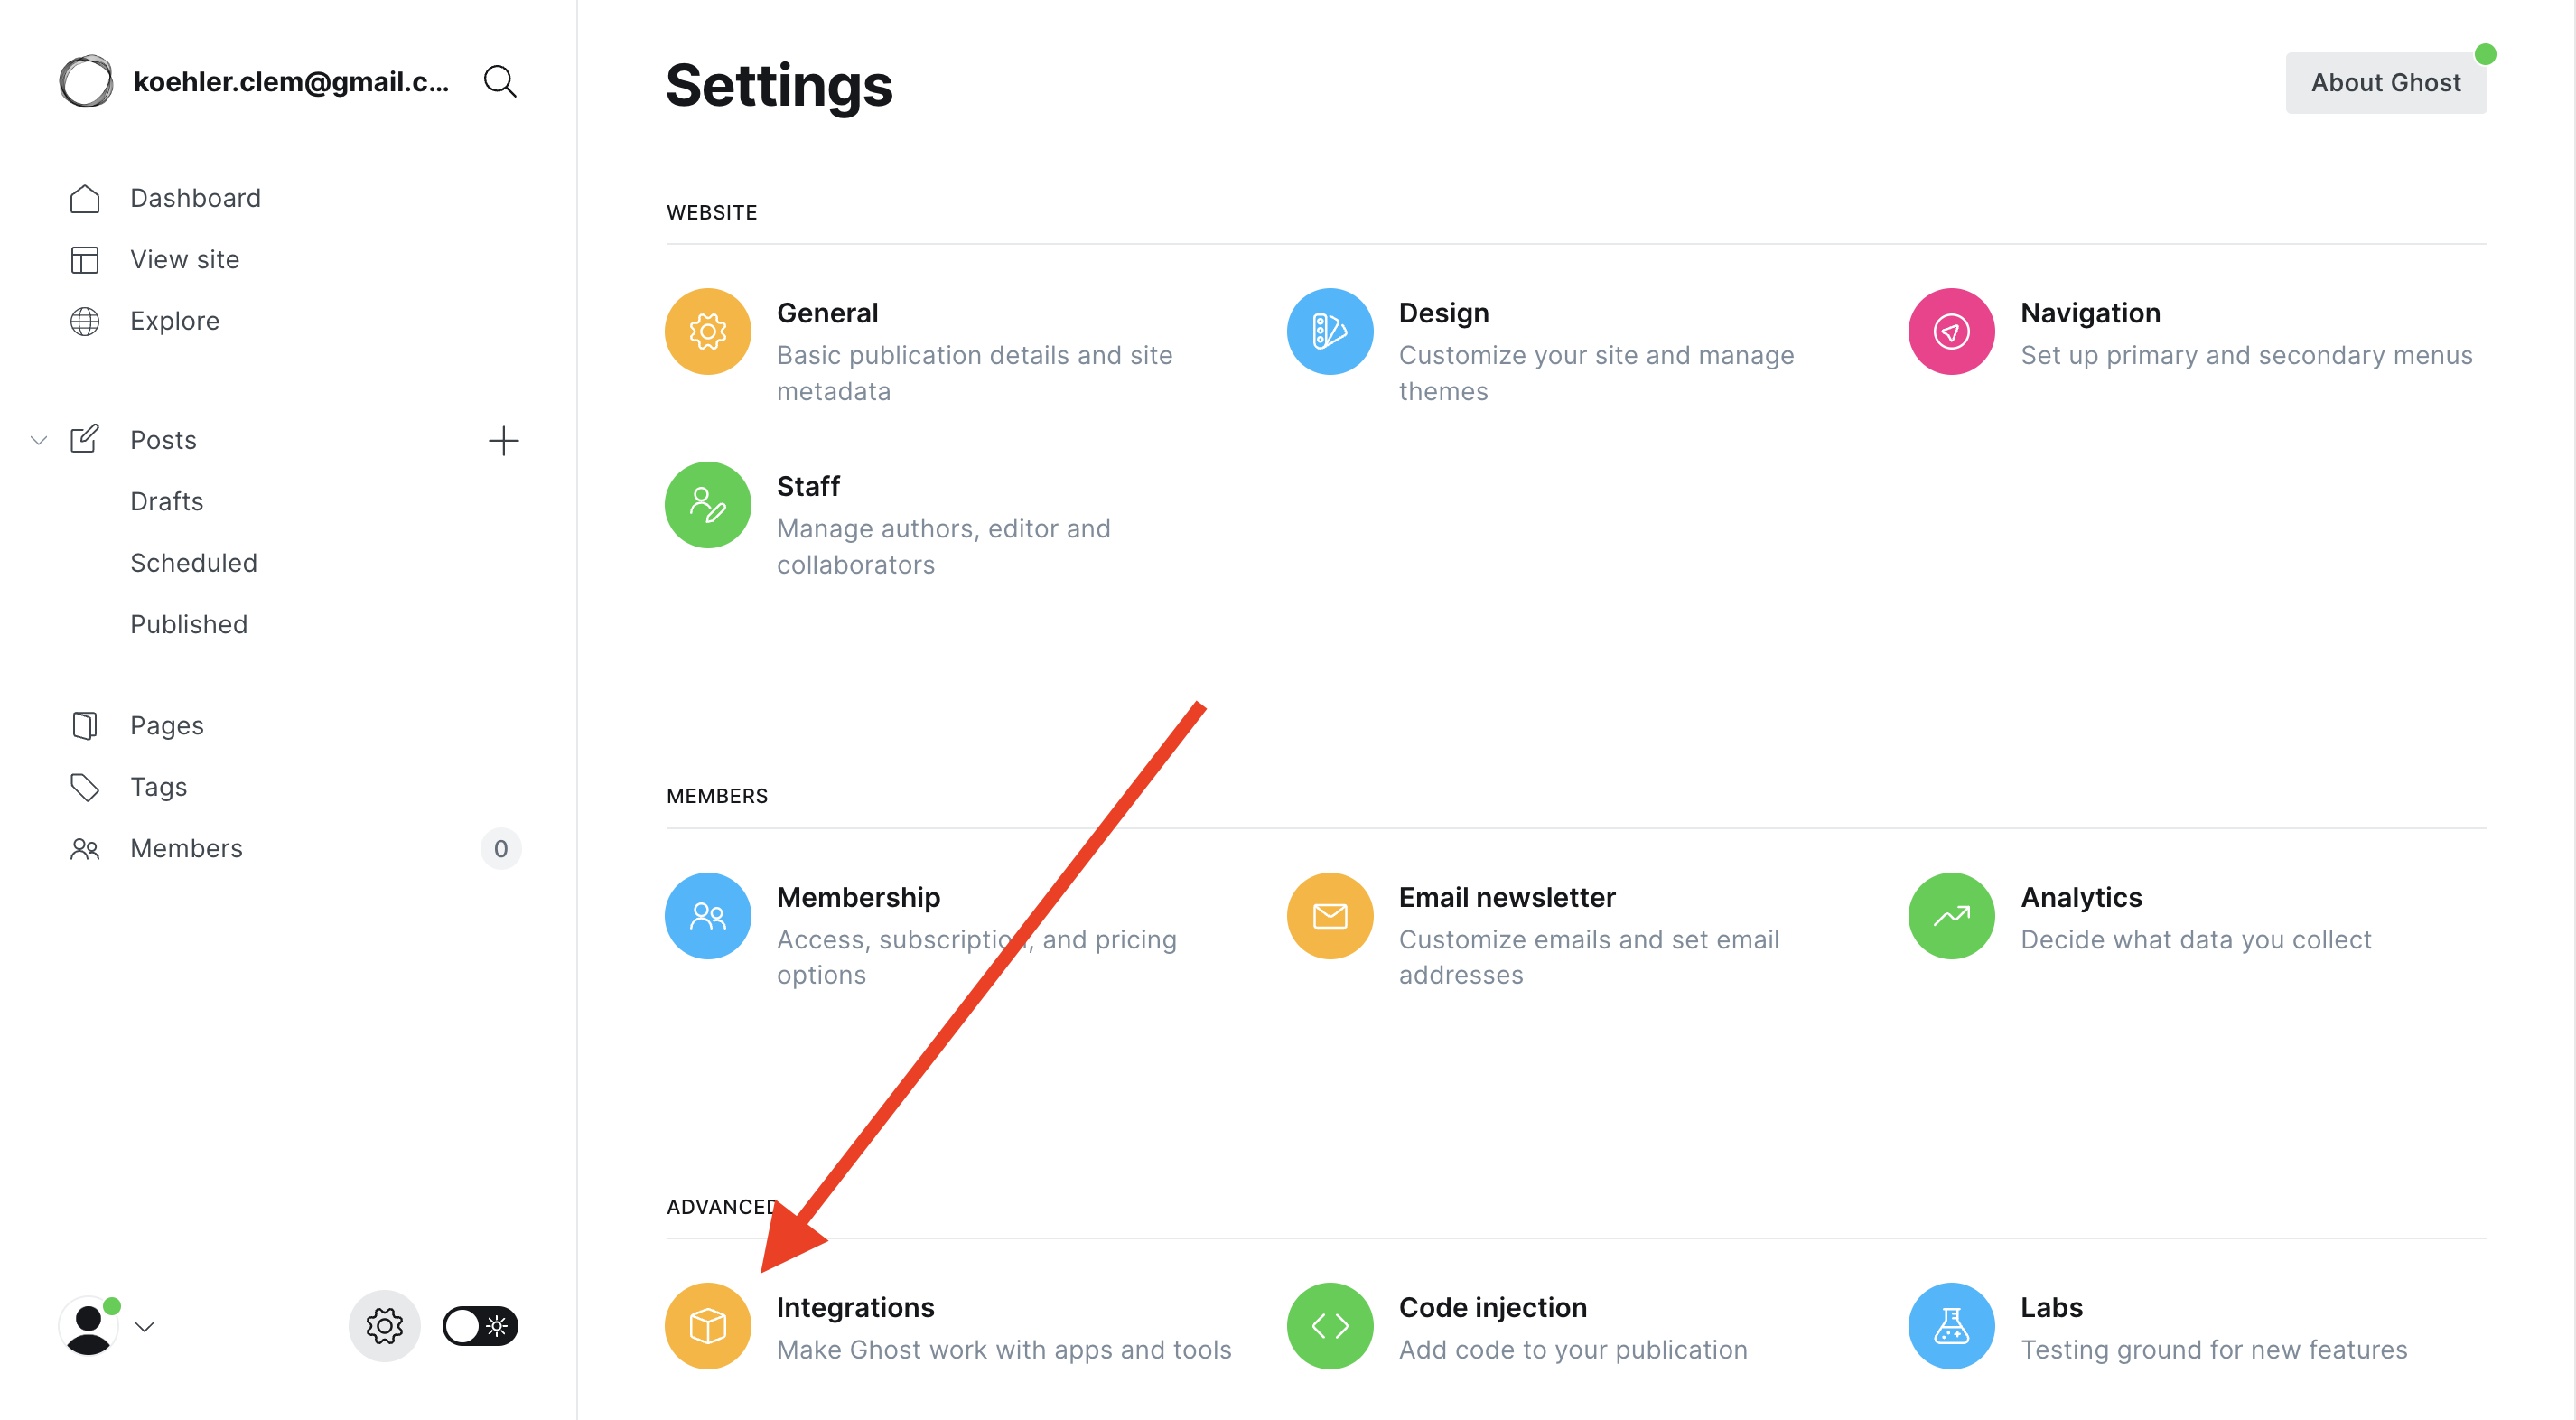 koehler.clem@gmail.c...
Dashboard
View site
Explore
Posts
Drafts
Scheduled
Published
Pages
Tags
Members
0
Settings
About Ghost
WEBSITE
General
Basic publication details and site
metadata
Design
Customize your site and manage
themes
Navigation
Set up primary and secondary menus
Staff
Manage authors, editor and
collaborators
MEMBERS
Membership
Access, subscription, and pricing
options
Email newsletter
Customize emails and set email
addresses
Analytics
Decide what data you collect
ADVANCED
Integrations
Make Ghost work with apps and tools
Code injection
Add code to your publication
Labs
Testing ground for new features